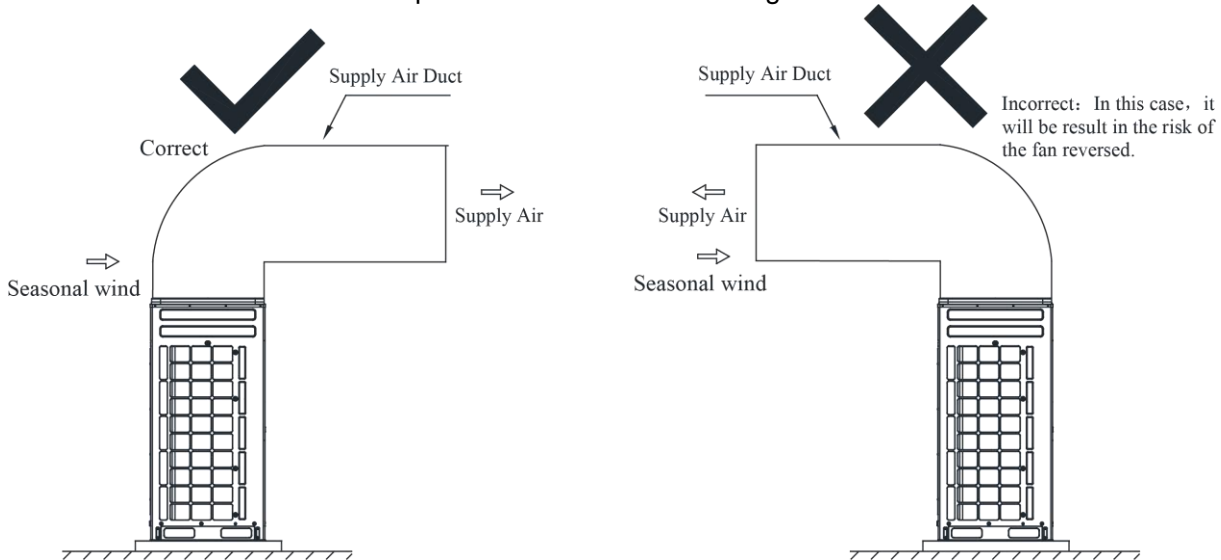 Supply Air Duct
Correct
Supply Air
Seasonal wind
Supply Air Duct
Incorrect: In this case, it
will be result in the risk of
the fan reversed.
Supply Air
Seasonal wind